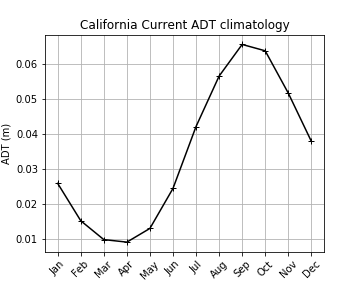 California Current ADT climatology
ADT (m)
0.06
0.05
0.04
0.03
0.02
0.01
Jan Feb Mar Apr May Jun Jul Aug Sep Oct Nov Dec